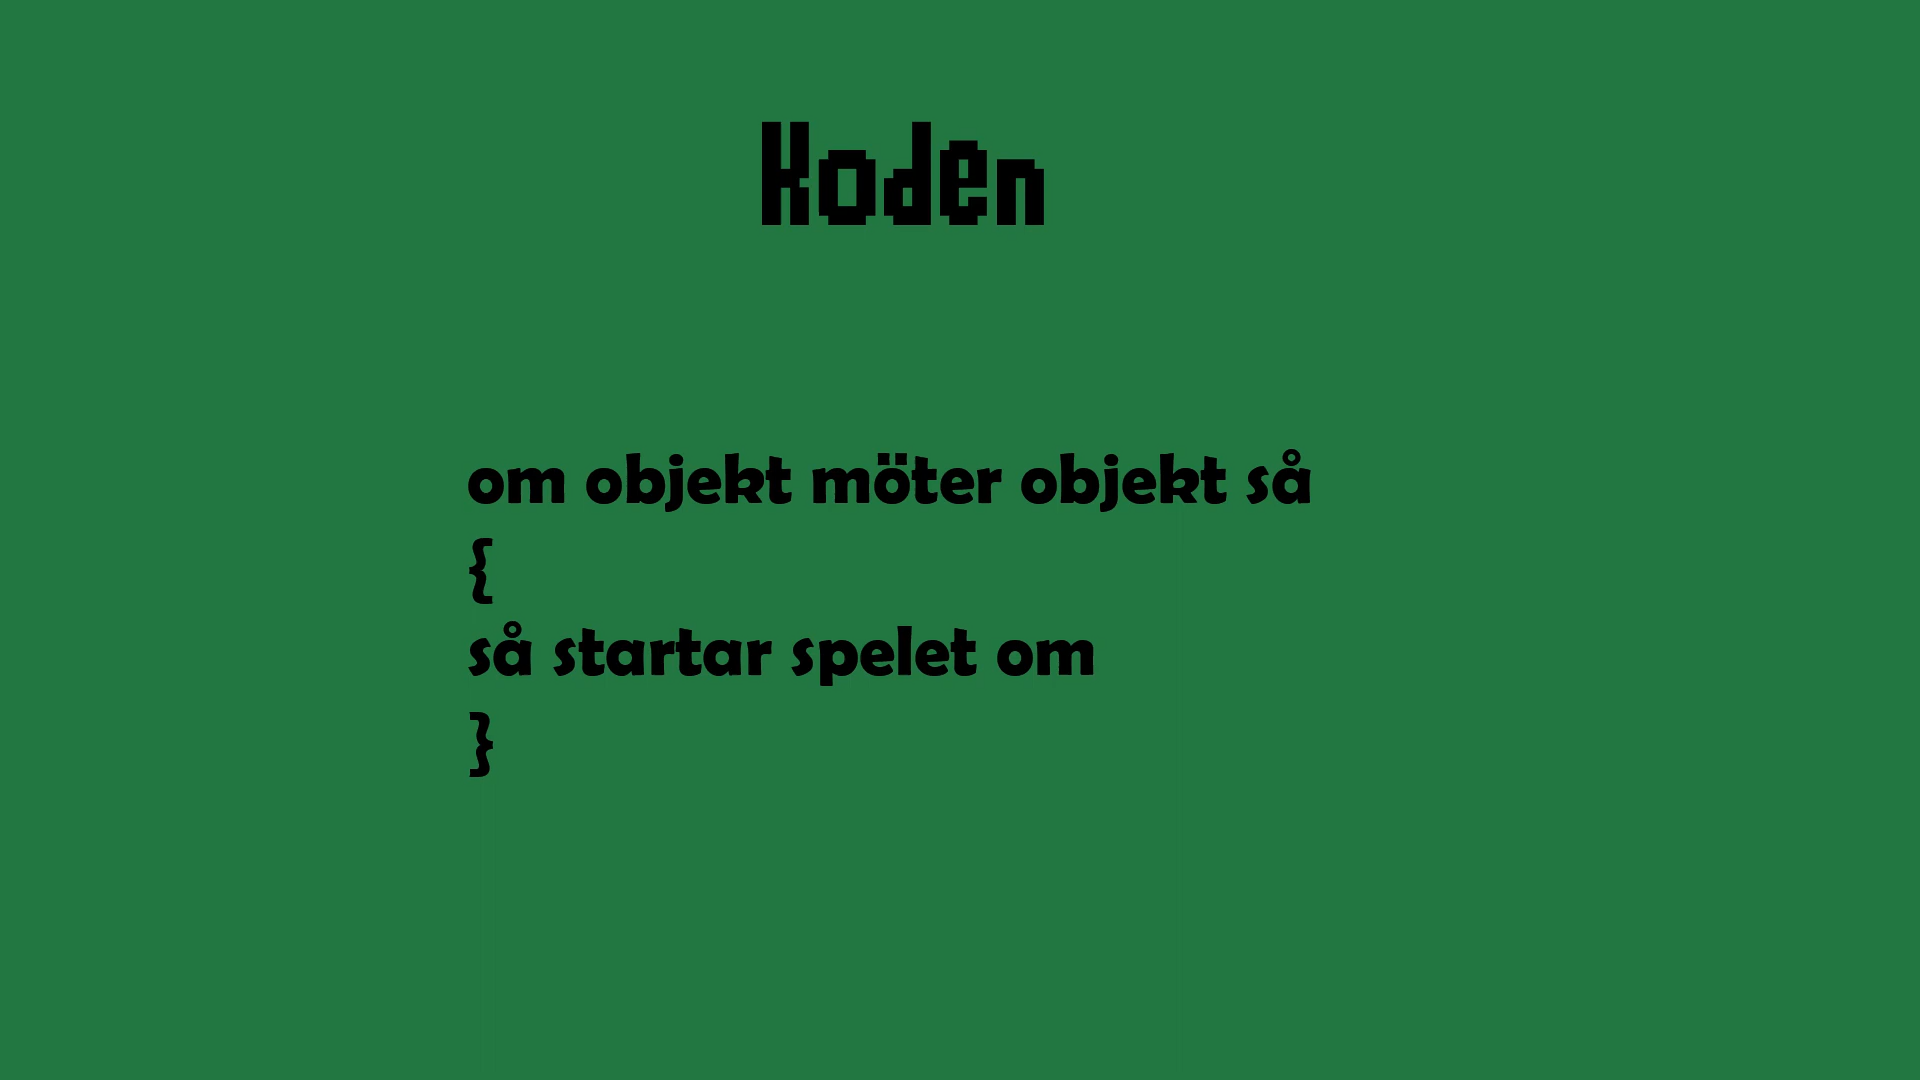 Koden
om objekt möter objekt så
{
så startar spelet om
}